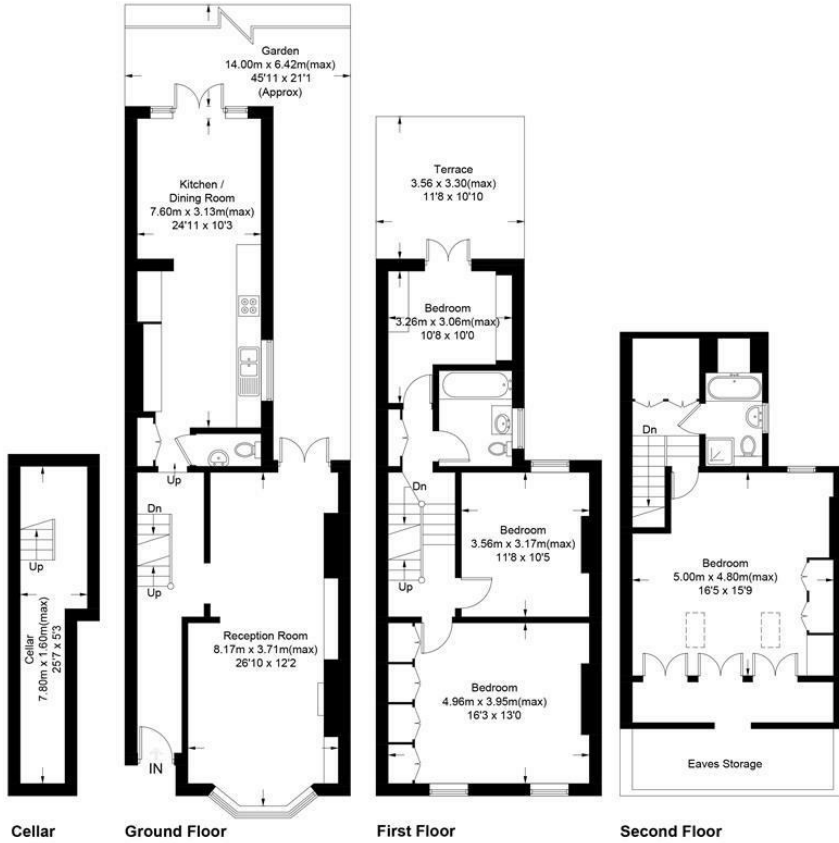 Garden
14.00m x 6.42m(max)
45'11 x 21'1
(Approx)
Kitchen /
Dining Room
7.60m x 3.13m(max)
24'11 x 10'3
Up
Dn
Up
Reception Room
8.17m x 3.71m(max)
26'10 x 12'2
IN
Up
Cellar
7.80m x 1.60m(max)
25'7 x 5'3
Terrace
3.56 x 3.30(max)
11'8 x 10'10
Bedroom
3.26m x 3.06m(max)
10'8 x 10'0
Dn
Up
Bedroom
3.56m x 3.17m(max)
11'8 x 10'5
Bedroom
4.96m x 3.95m(max)
16'3 x 13'0
Dn
Bedroom
5.00m x 4.80m(max)
16'5 x 15'9
Eaves Storage
Cellar
Ground Floor
First Floor
Second Floor